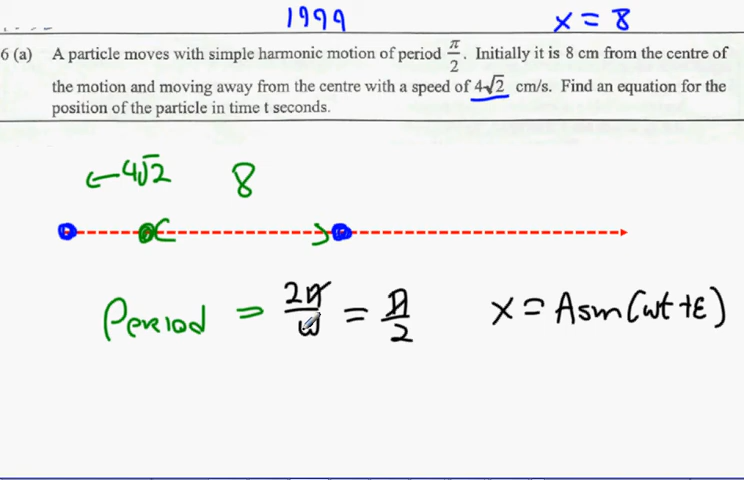 1999 x = 8
6 (a) A particle moves with simple harmonic motion of period π/2. Initially it is 8 cm from the centre of
the motion and moving away from the centre with a speed of 4√2 cm/s. Find an equation for the
position of the particle in time t seconds.
←4√2 8
Period = 2π/ω = π/2 x = A sin(ωt + ε)